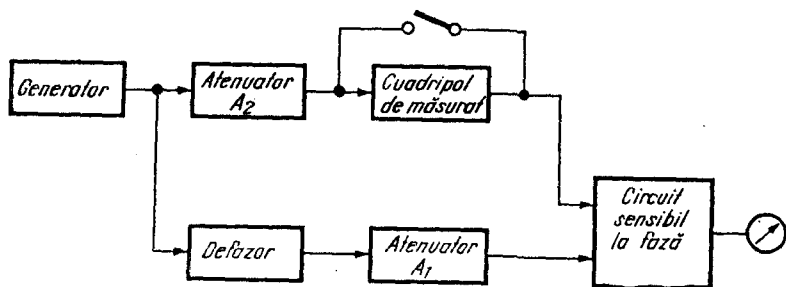 Generator
Atenuator
A2
Cuadripol
de măsurat
Defazor
Atenuator
A1
Circuit
sensibil
la fază